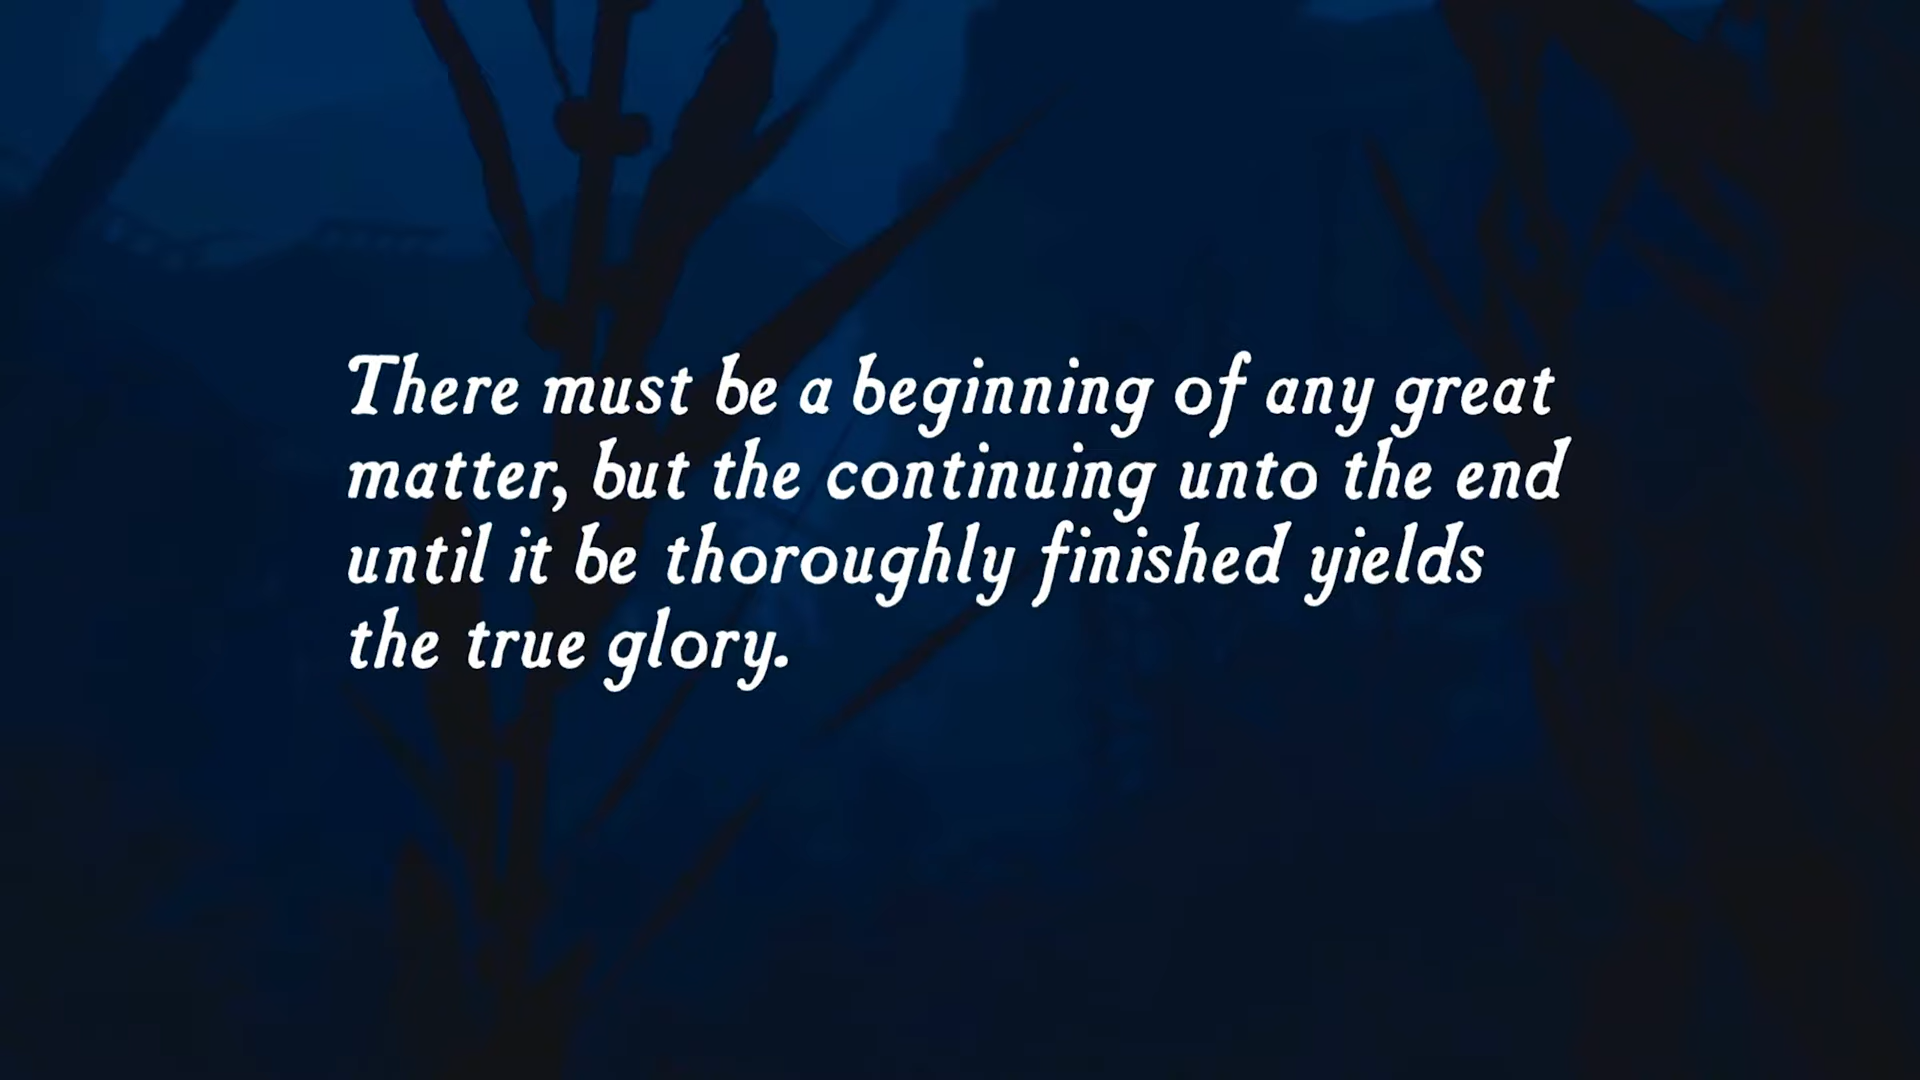 There must be a beginning of any great
matter, but the continuing unto the end
until it be thoroughly finished yields
the true glory.